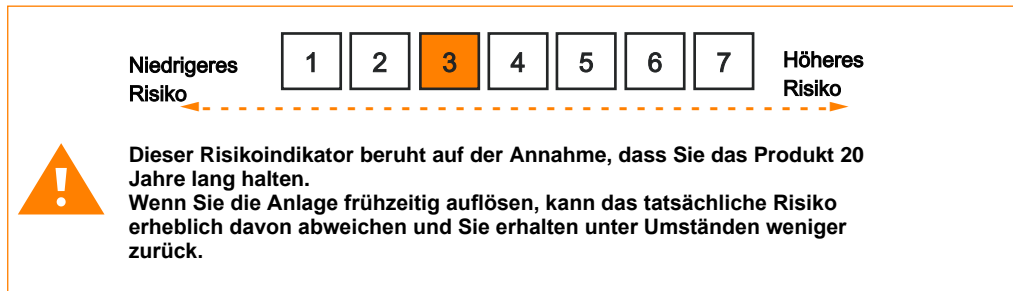 Niedrigeres Risiko
1 2 3 4 5 6 7
Höheres Risiko
!
Dieser Risikoindikator beruht auf der Annahme, dass Sie das Produkt 20
Jahre lang halten.
Wenn Sie die Anlage frühzeitig auflösen, kann das tatsächliche Risiko
erheblich davon abweichen und Sie erhalten unter Umständen weniger
zurück.